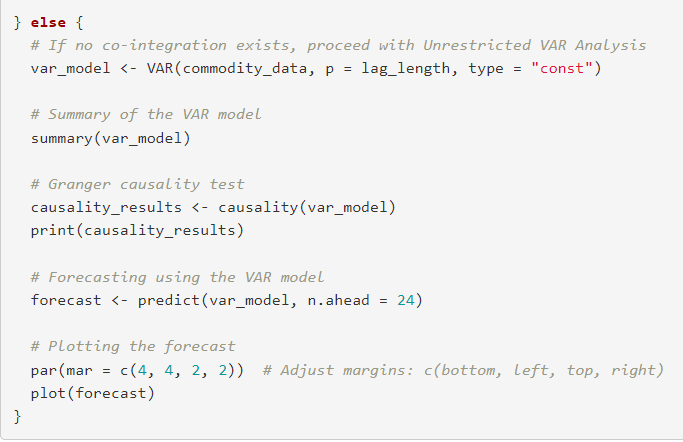 } else {
# If no co-integration exists, proceed with Unrestricted VAR Analysis
var_model <- VAR(commodity_data, p = lag_length, type = "const")
# Summary of the VAR model
summary(var_model)
# Granger causality test
causality_results <- causality(var_model)
print(causality_results)
# Forecasting using the VAR model
forecast <- predict(var_model, n.ahead = 24)
# Plotting the forecast
par(mar = c(4, 4, 2, 2))  # Adjust margins: c(bottom, left, top, right)
plot(forecast)
}